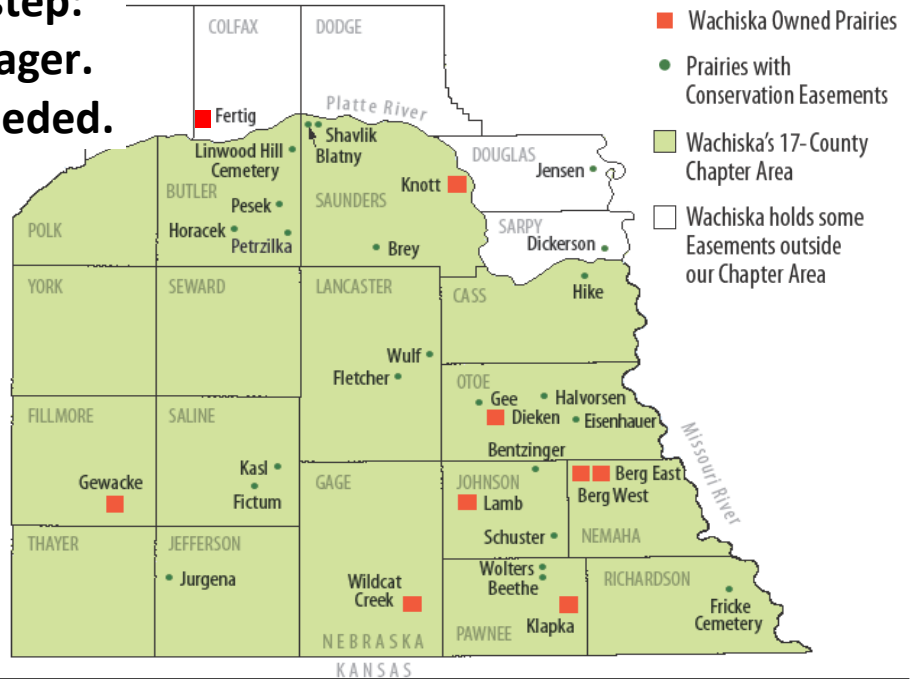 step:
ager.
eeded.
COLFAX
DODGE
Wachiska Owned Prairies
Prairies with
Conservation Easements
Wachiska's 17-County
Chapter Area
Wachiska holds some
Easements outside
our Chapter Area
Fertig
Platte River
Shavlik
Blatny
Linwood Hill
Cemetery
BUTLER
Pesek
Horacek
Petrzilka
SAUNDERS
Knott
Brey
DOUGLAS
Jensen
SARPY
Dickerson
POLK
YORK
SEWARD
LANCASTER
CASS
Hike
Wulf
Fletcher
OTOE
Gee
Halvorsen
Dieken
Eisenhauer
Bentzinger
Missouri River
FILLMORE
SALINE
Gewacke
Kasl
Fictum
GAGE
JOHNSON
Lamb
Schuster
Berg East
Berg West
NEMAHA
THAYER
JEFFERSON
Jurgena
Wildcat
Creek
Wolters
Beethe
Klapka
PAWNEE
RICHARDSON
Fricke
Cemetery
NEBRASKA
KANSAS